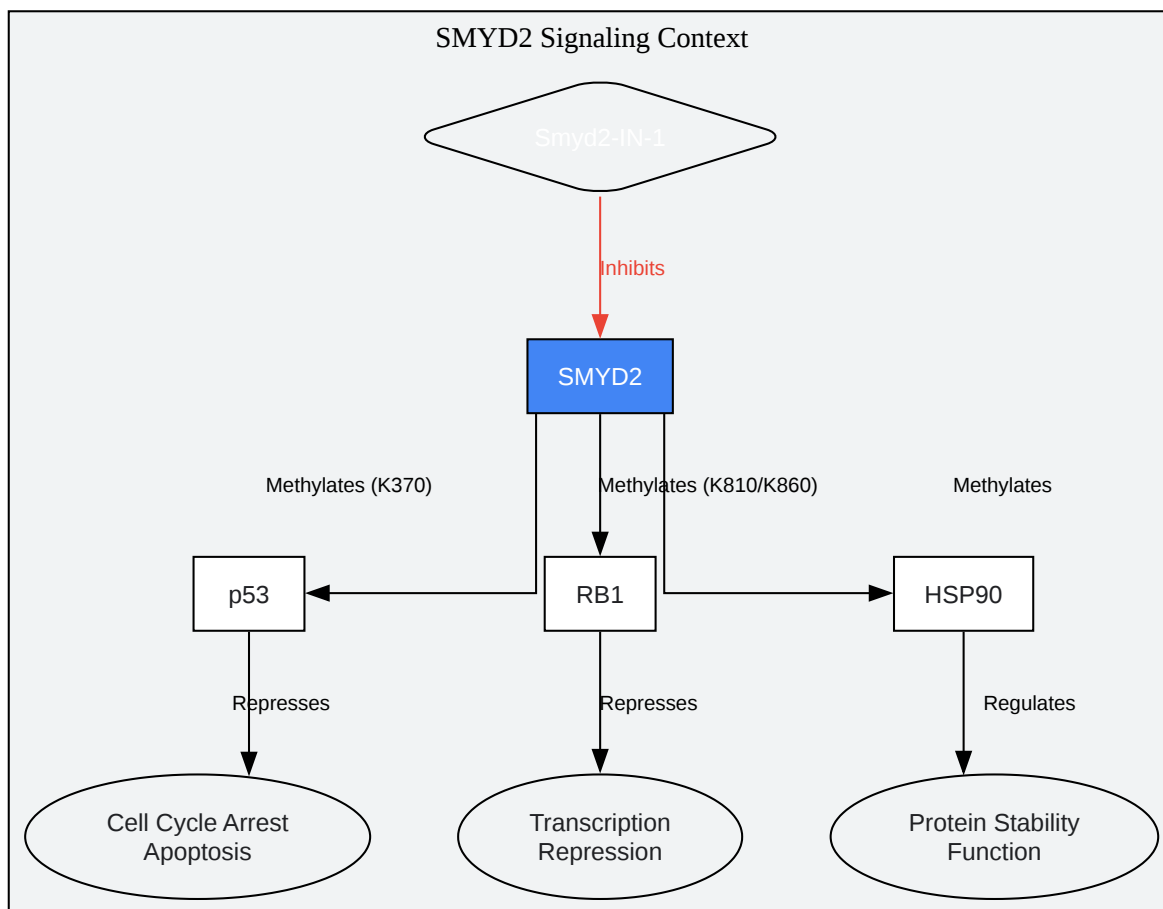 SMYD2 Signaling Context
Smyd2-IN-1
Inhibits
SMYD2
Methylates (K370)
Methylates (K810/K860)
Methylates
p53
RB1
HSP90
Represses
Represses
Regulates
Cell Cycle Arrest
Apoptosis
Transcription
Repression
Protein Stability
Function